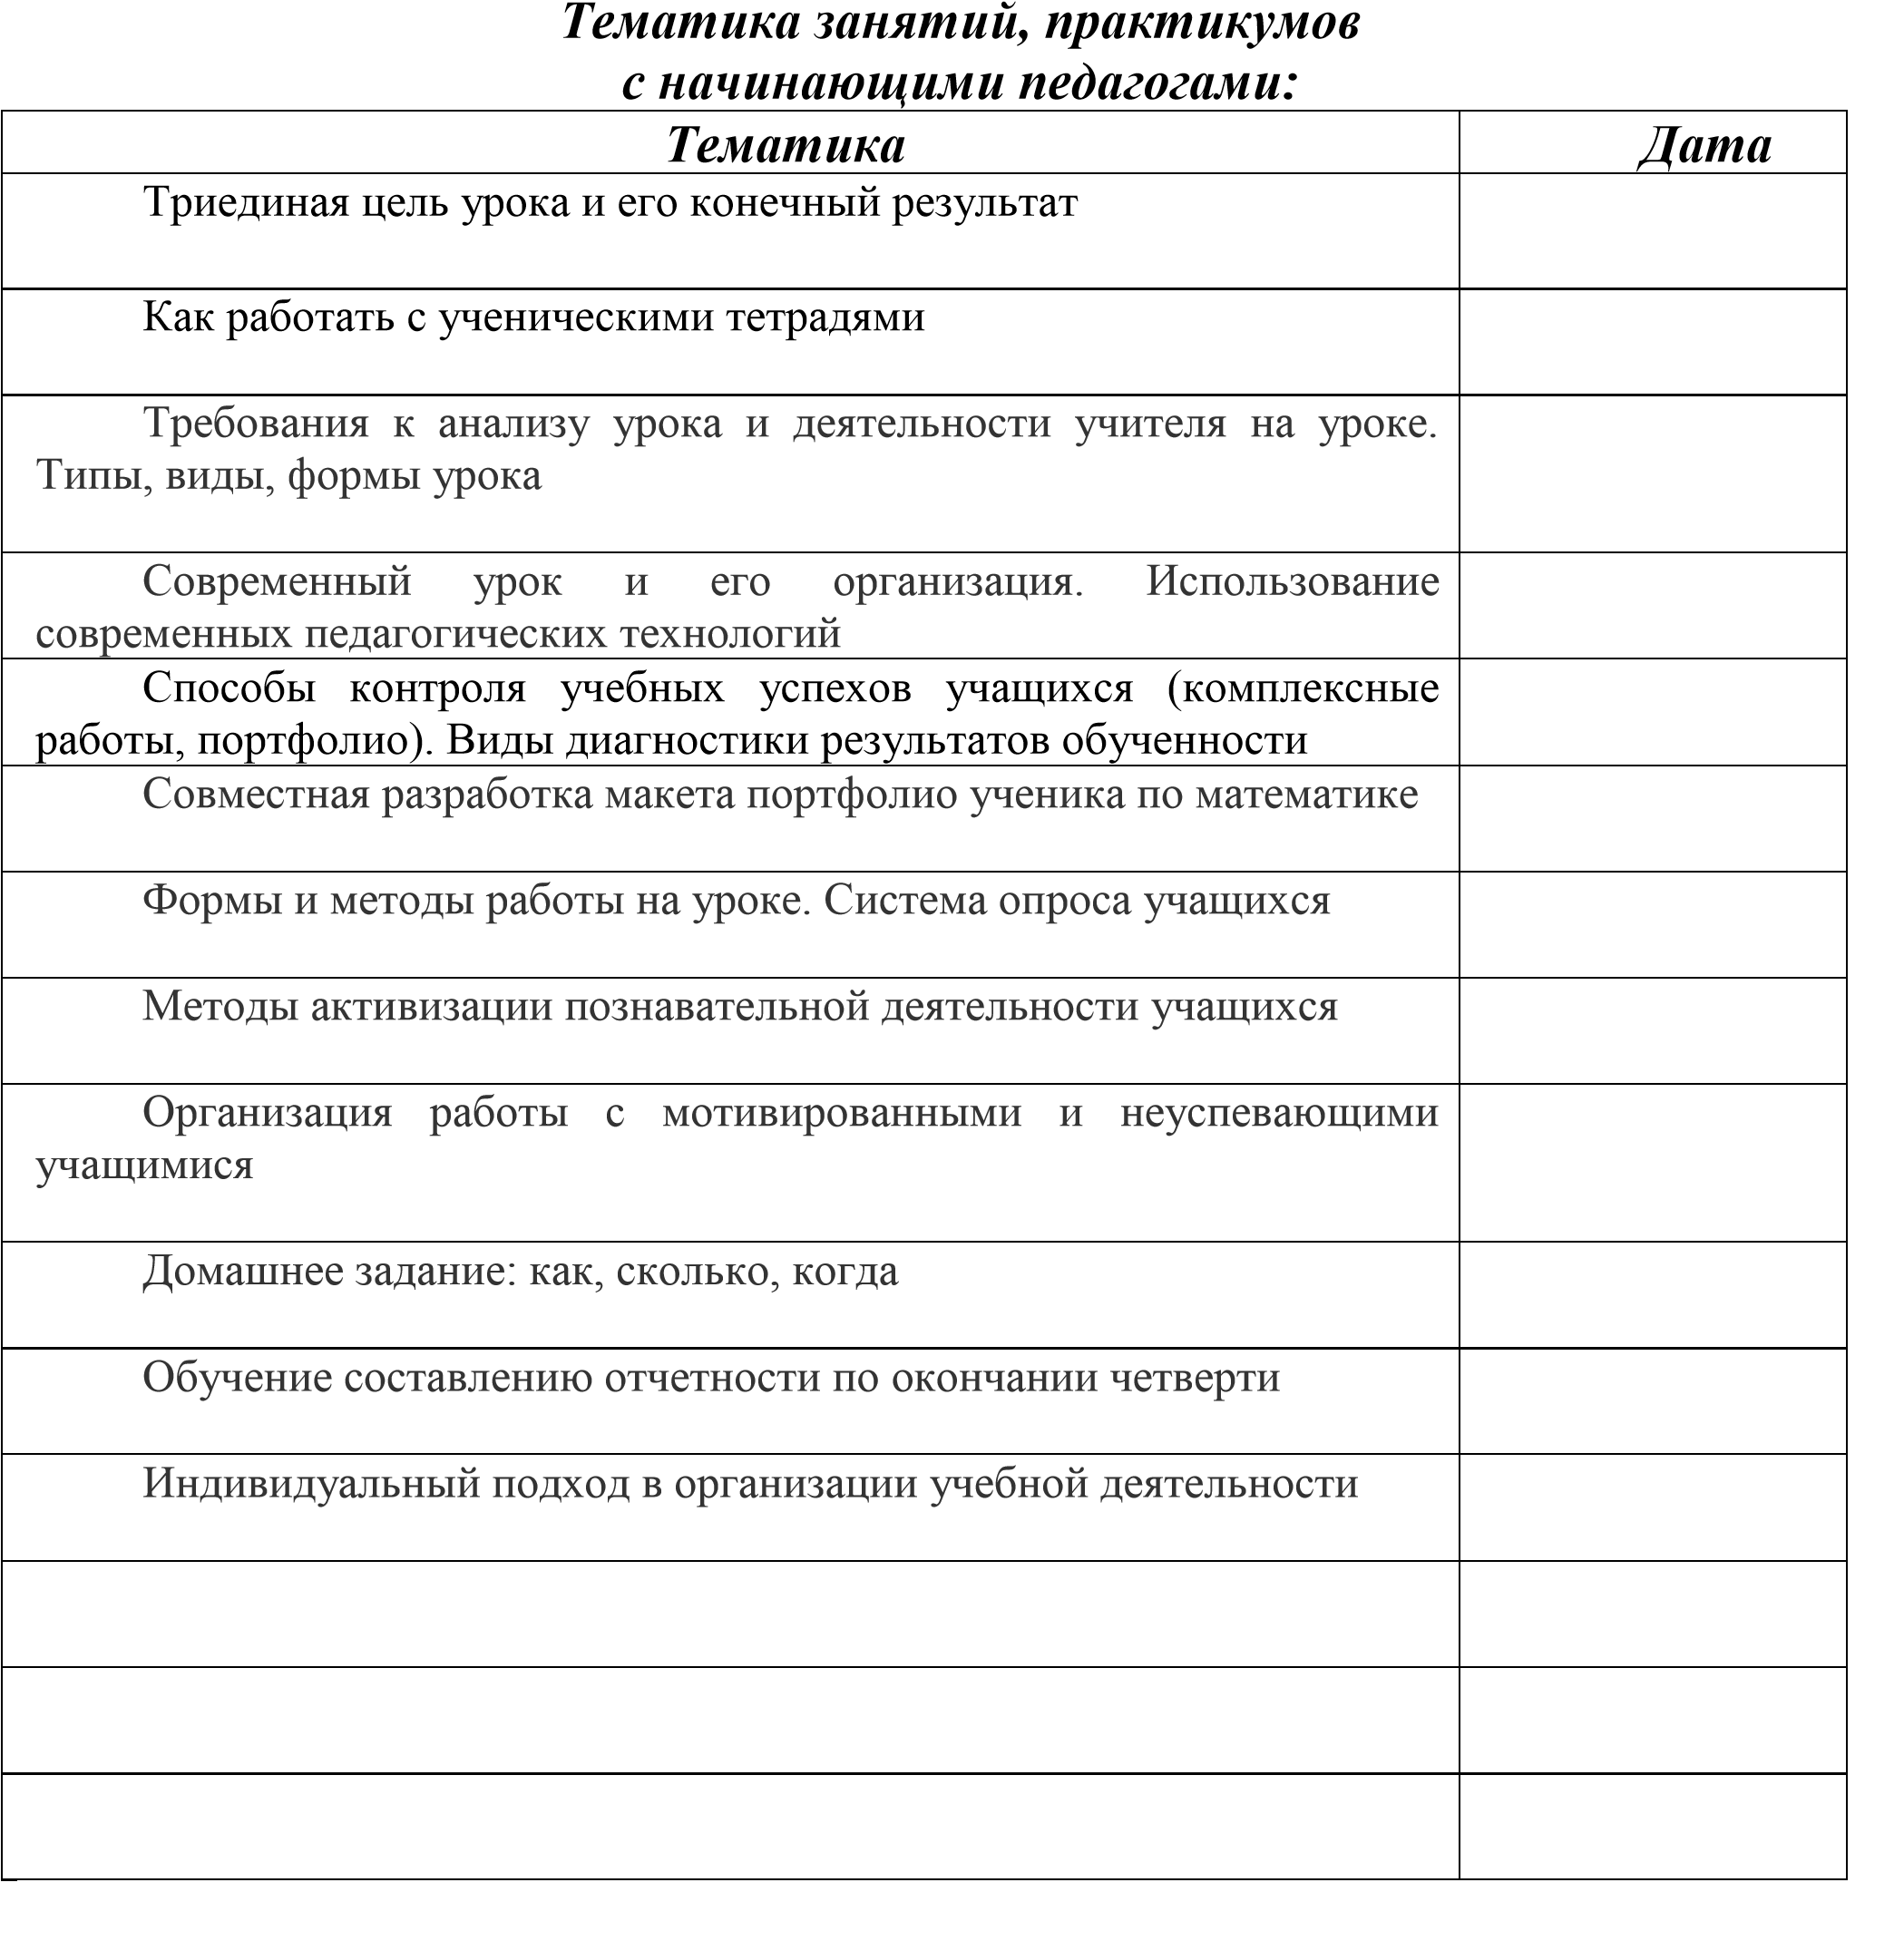 Тематика занятий, практикумов
с начинающими педагогами:
Тематика Дата
Триединая цель урока и его конечный результат
Как работать с ученическими тетрадями
Требования к анализу урока и деятельности учителя на уроке.
Типы, виды, формы урока
Современный урок и его организация. Использование
современных педагогических технологий
Способы контроля учебных успехов учащихся (комплексные
работы, портфолио). Виды диагностики результатов обученности
Совместная разработка макета портфолио ученика по математике
Формы и методы работы на уроке. Система опроса учащихся
Методы активизации познавательной деятельности учащихся
Организация работы с мотивированными и неуспевающими
учащимися
Домашнее задание: как, сколько, когда
Обучение составлению отчетности по окончании четверти
Индивидуальный подход в организации учебной деятельности